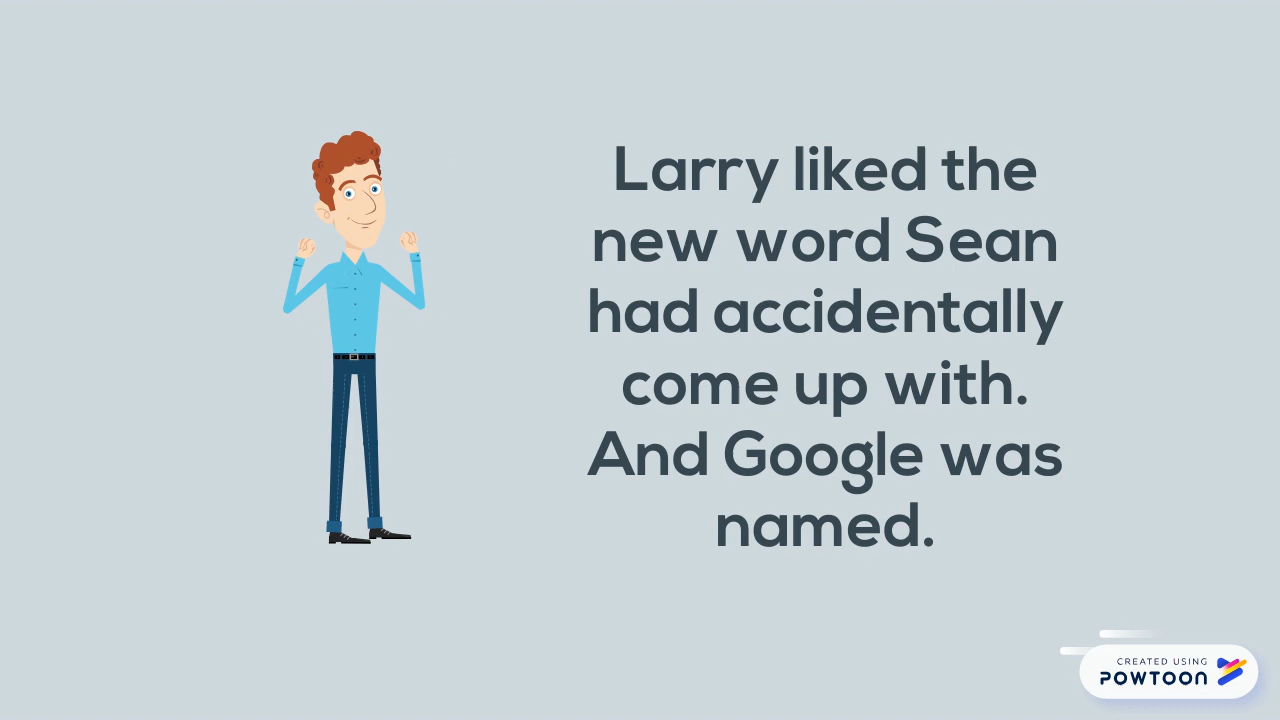 Larry liked the
new word Sean
had accidentally
come up with.
And Google was
named.
CREATED USING
POWTOON